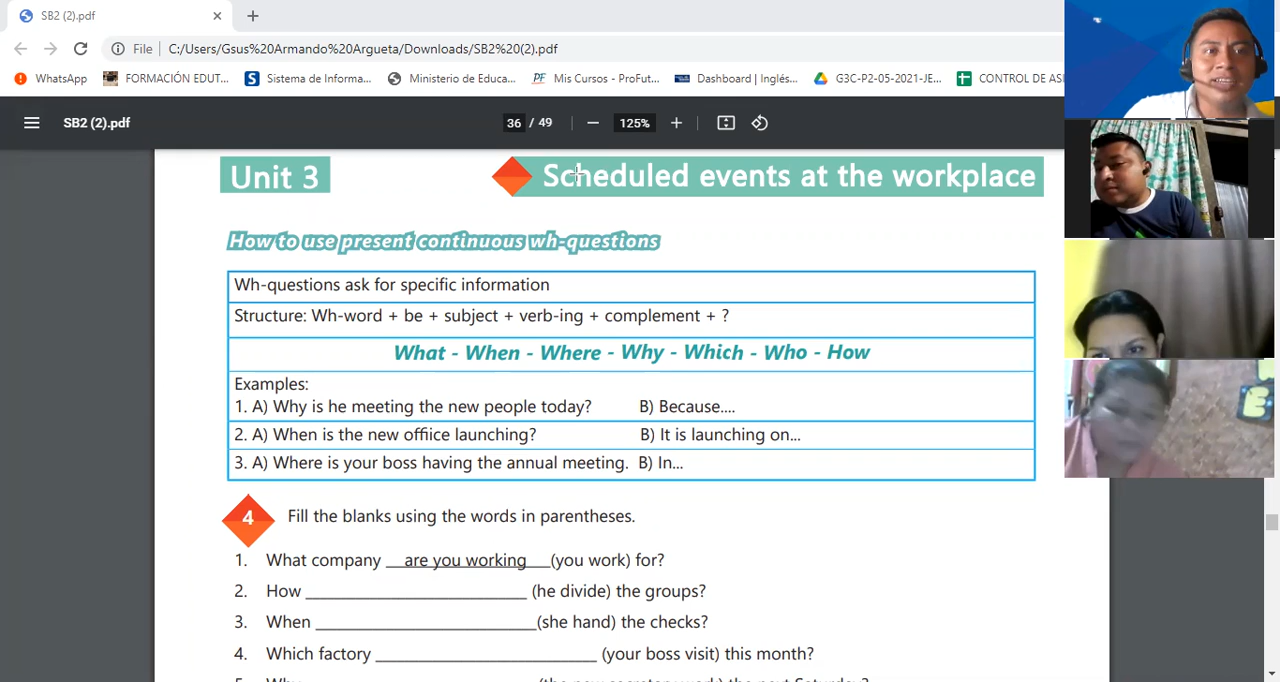 SB2 (2).pdf
File C:/Users/Gsus%20Armando%20Argueta/Downloads/SB2%20(2).pdf
WhatsApp FORMACIÓN EDUT... Sistema de Informa... Ministerio de Educa... PF Mis Cursos - ProFut... Dashboard | Inglés... G3C-P2-05-2021-JE... CONTROL DE ASI
SB2 (2).pdf 36 / 49 125%
Unit 3 Scheduled events at the workplace
How to use present continuous wh-questions
Wh-questions ask for specific information
Structure: Wh-word + be + subject + verb-ing + complement + ?
What - When - Where - Why - Which - Who - How
Examples:
1. A) Why is he meeting the new people today? B) Because....
2. A) When is the new office launching? B) It is launching on...
3. A) Where is your boss having the annual meeting. B) In...
4 Fill the blanks using the words in parentheses.
1. What company __are you working___(you work) for?
2. How __________________________ (he divide) the groups?
3. When __________________________(she hand) the checks?
4. Which factory __________________________ (your boss visit) this month?
E